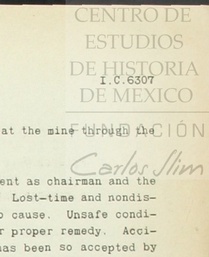 CENTRO DE
ESTUDIOS
DE HISTORIA
I.C.6307
DE MEXICO
at the mine through the
FUNDACIÓN
Carlos Slim
ent as chairman and the
Lost-time and nondis-
o cause. Unsafe condi-
r proper remedy. Acci-
has been so accepted by